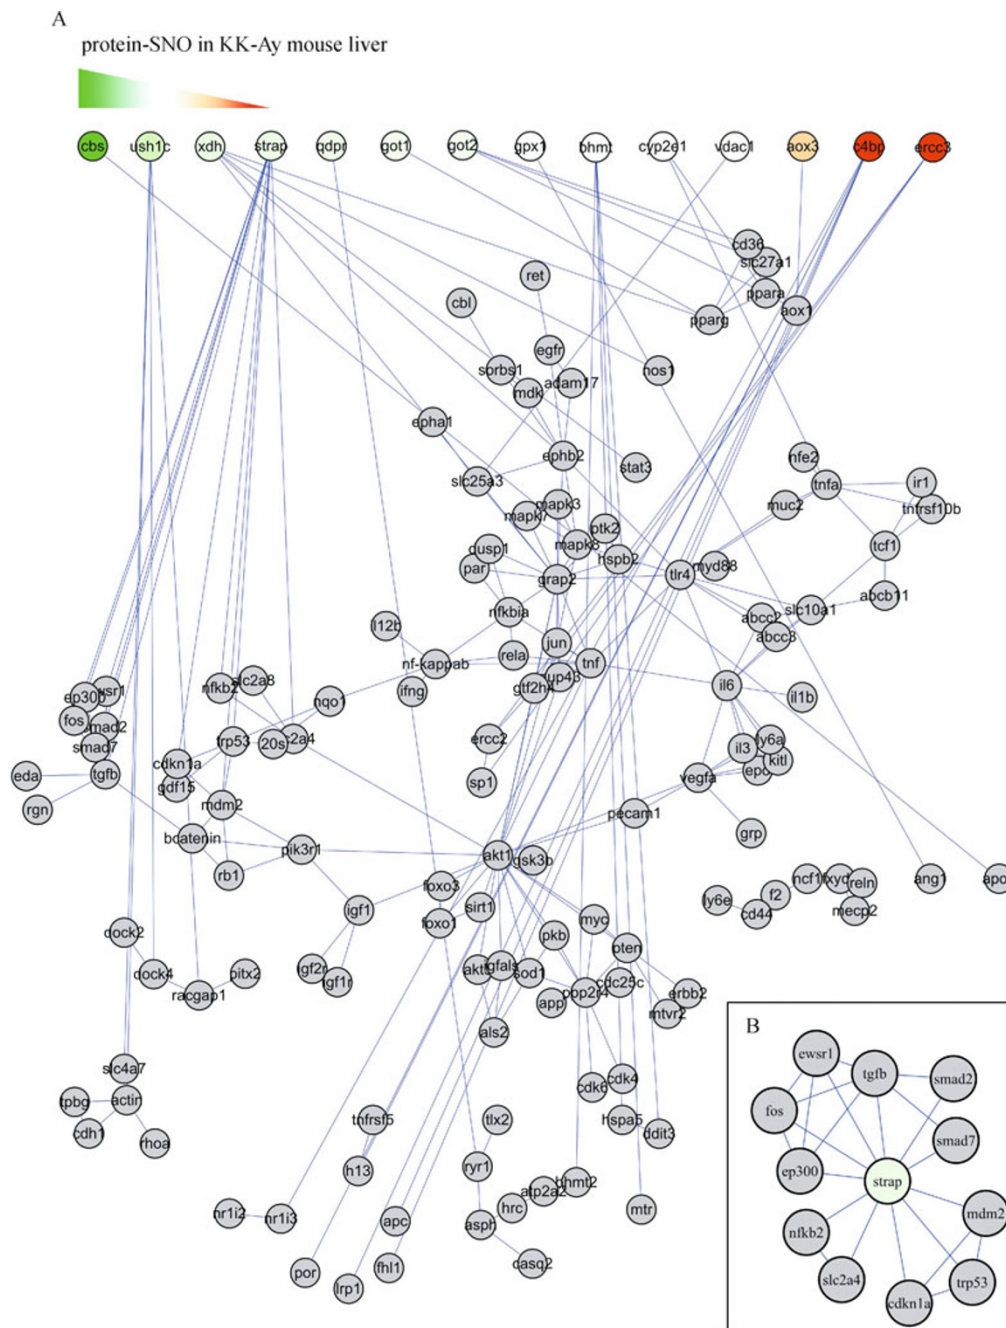 A
protein-SNO in KK-Ay mouse liver
cbs ush1c xdh strap qdpr got1 got2 gpx1 bhmt cyp2e1 vdac1 aox3 c4bp ercc3
cd36
slc27a1
ret
ppara
cbl
aox1
pparg
egfr
sorbs1
nos1
adam17
mdk
epha1
ephb2
nfe2
stat3
slc25a3
tnfa
ir1
mapk3
muc2
tnfrsf10b
mapk7
ptk2
mapk8
tcf1
dusp1
hspb2
myd88
par
grap2
tlr4
abcb11
nfkbia
slc10a1
abcc2
l12b
abcc3
jun
rela
tnf
nf-kappab
nup43
il6
slc2a8
nfkb2
ifng
gtf2h4
il1b
ep300
nqo1
fos
smad2
smad7
trp53
20s
ercc2
ly6a
il3
kitl
cdkn1a
epo
eda
tgfb
vegfa
gdf15
sp1
rgn
mdm2
pecam1
grp
bcatenin
pik3r1
akt1
gsk3b
rb1
foxo3
ncf1
fxyd
reln
ang1
apo
f2
ly6e
igf1
sirt1
cd44
mecp2
foxo1
myc
dock2
pkb
pten
igf2r
dock4
pitx2
igf1r
sod1
cdc25c
racgap1
app
ppp2r4
erbb2
mtvr2
als2
slc4a7
cdk6
cdk4
tpbg
actin
cdh1
rhoa
tnfrsf5
tlx2
hspa5
ddit3
h13
ryr1
atp2a2
bhmt2
nr1i2
nr1i3
apc
asph
hrc
mtr
por
lrp1
fhl1
casq2
B
ewsr1
tgfb
smad2
fos
smad7
ep300
strap
nfkb2
mdm2
slc2a4
trp53
cdkn1a